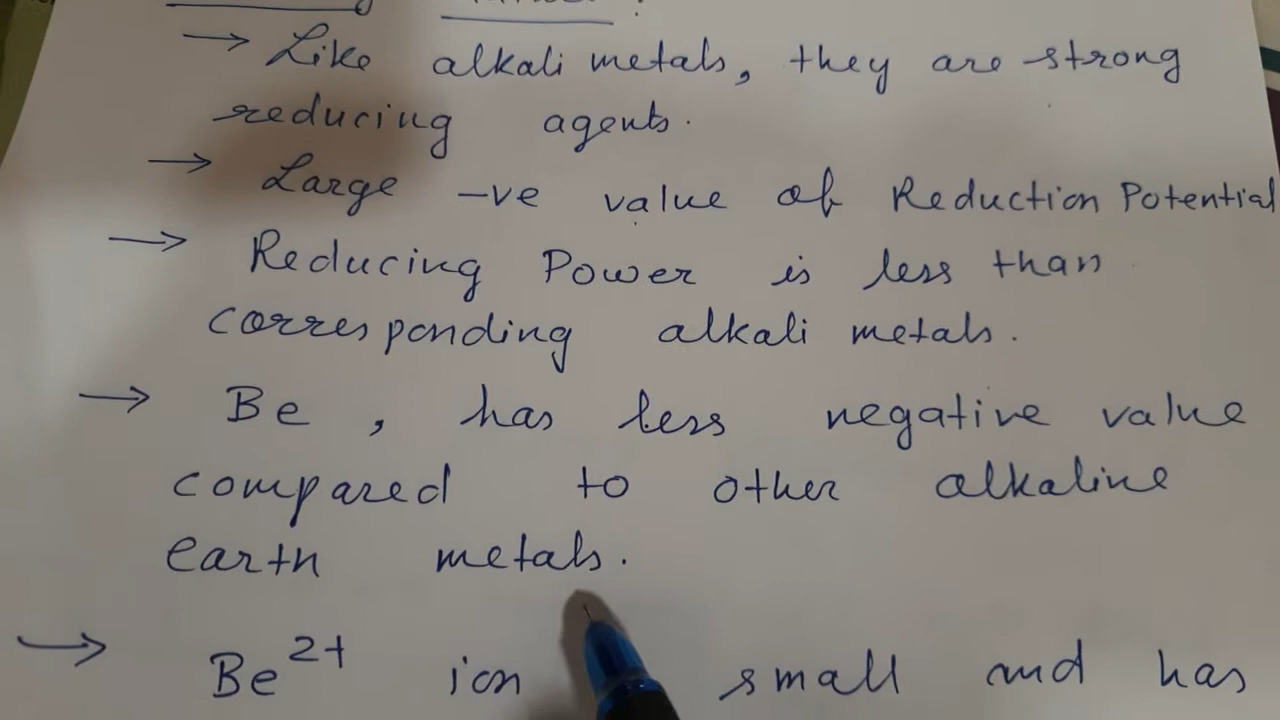 → Like alkali metals, they are strong
reducing agents.
→ Large -ve value of Reduction Potential
→ Reducing Power is less than
corresponding alkali metals.
→ Be, has less negative value
compared to other alkaline
earth metals.
→ Be²⁺ ion small and has